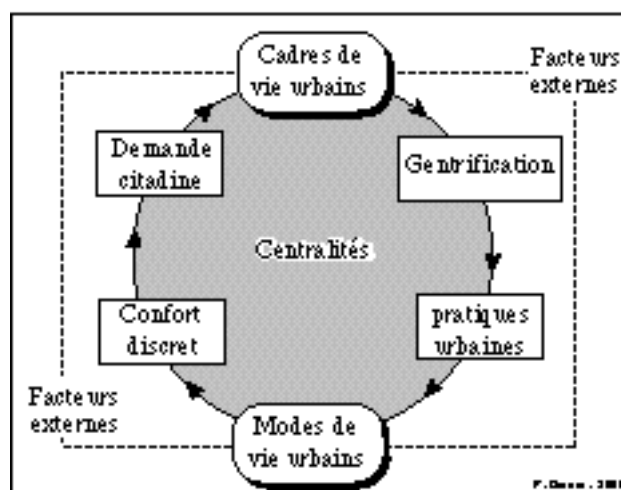 Cadres de
vie urbains
Facteurs
externes
Demande
citadine
Gentrification
Centralités
Confort
discret
pratiques
urbaines
Facteurs
externes
Modes de
vie urbains